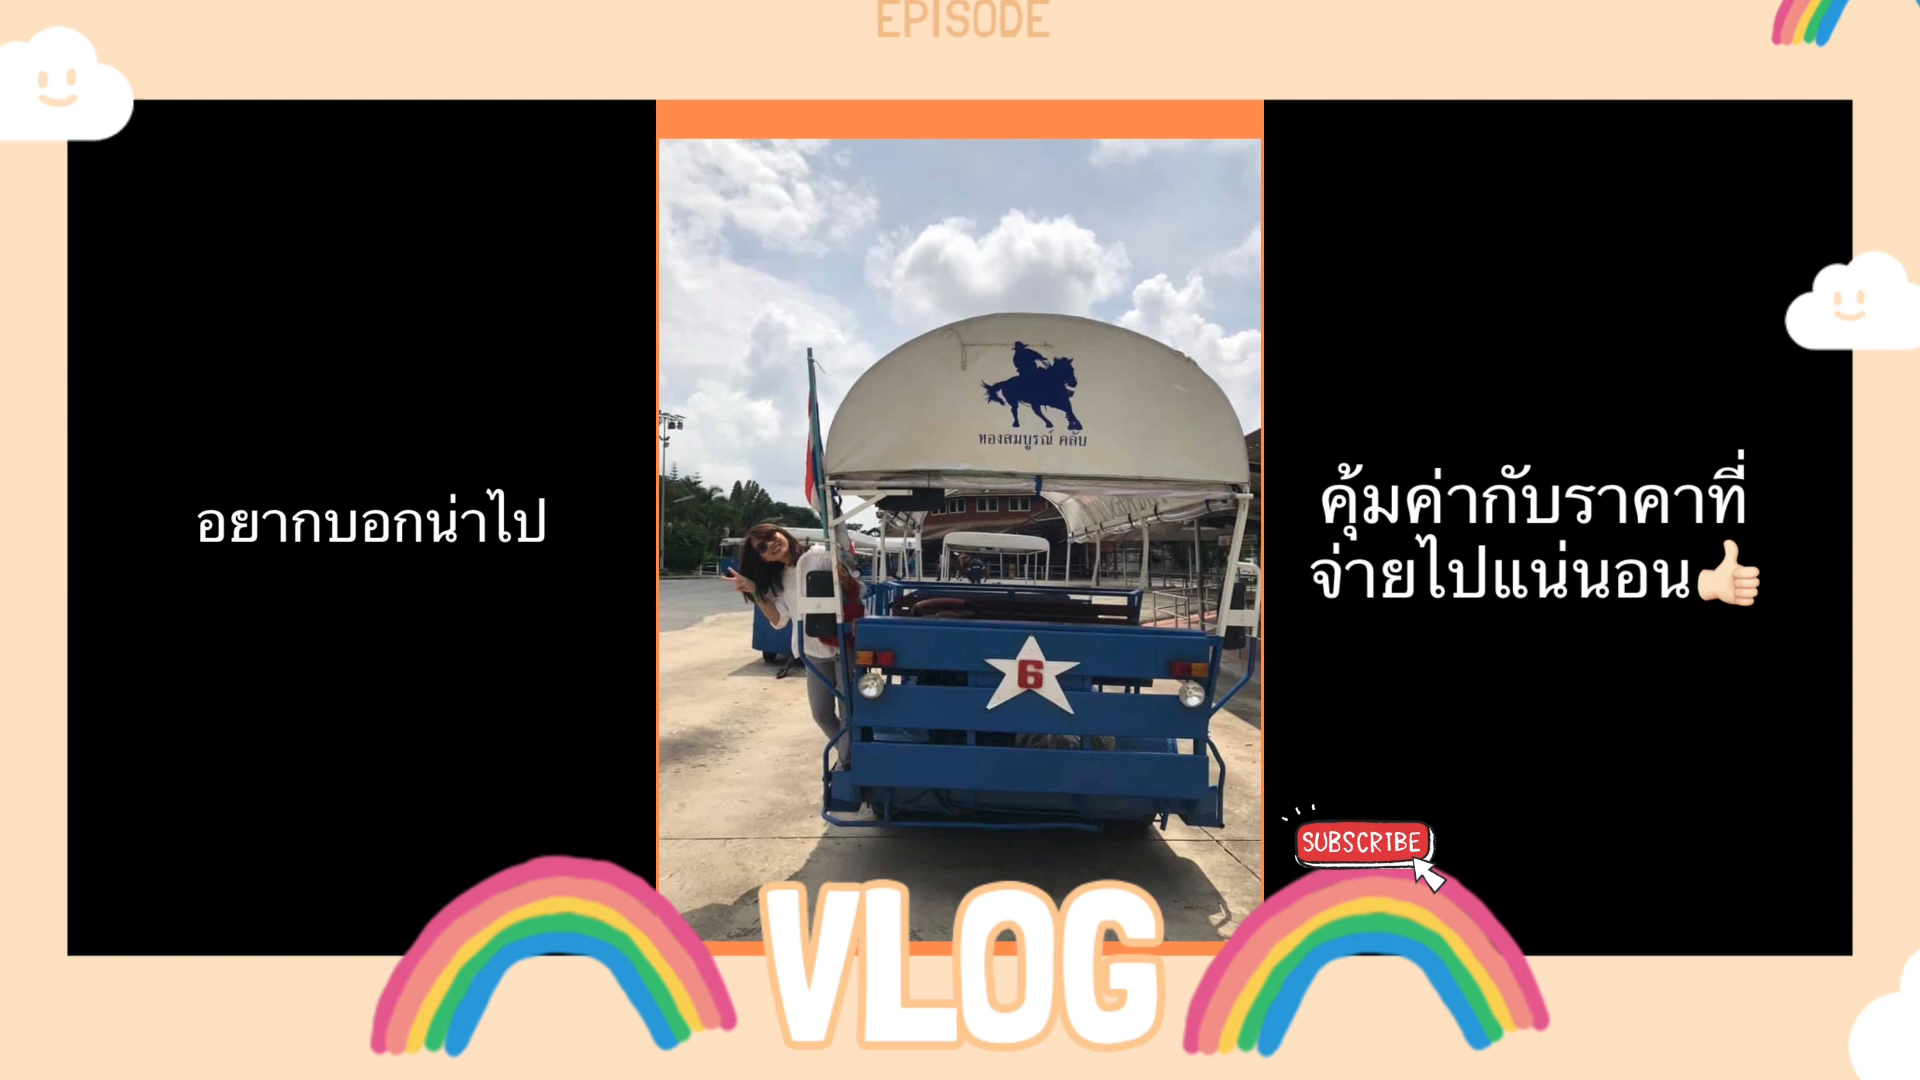 EPISODE
ทองสมบูรณ์ คลับ
อยากบอกน่าไป
คุ้มค่ากับราคาที่
จ่ายไปแน่นอน👍🏻
6
SUBSCRIBE
VLOG